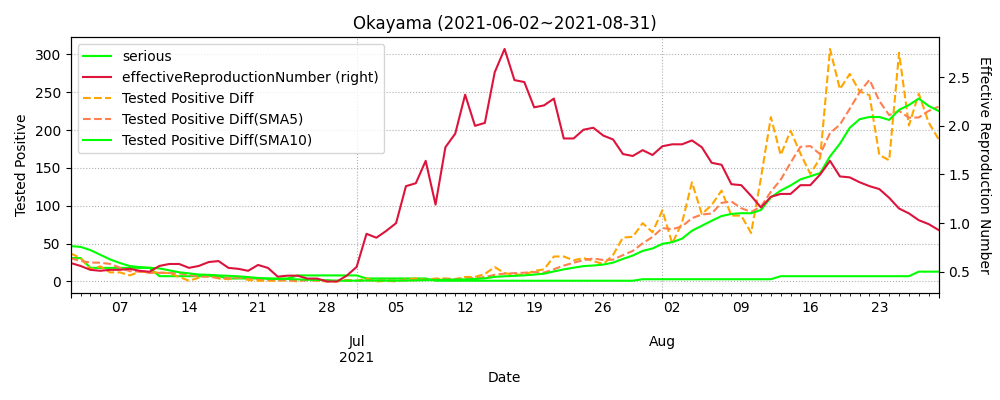 Okayama (2021-06-02~2021-08-31)
serious
effectiveReproductionNumber (right)
Tested Positive Diff
Tested Positive Diff(SMA5)
Tested Positive Diff(SMA10)
Tested Positive
300
250
200
150
100
50
0
2.5
2.0
1.5
1.0
0.5
Effective Reproduction Number
07 14 21 28 05 12 19 26 02 09 16 23
Jul Aug
2021
Date